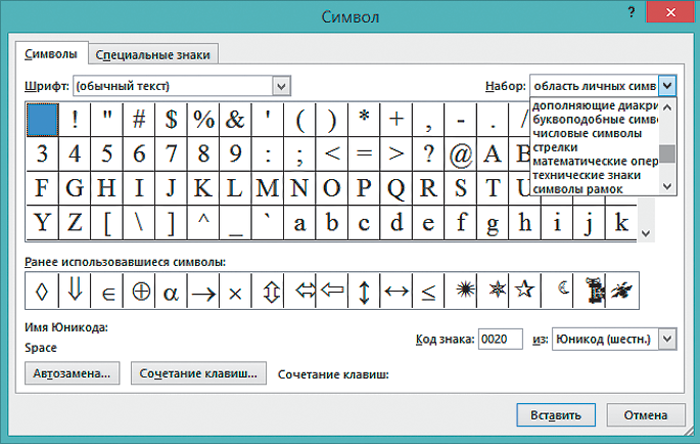 Символ
? ×
Символы Специальные знаки
Шрифт: (обычный текст) Набор: область личных симв
дополняющие диакри
буквоподобные симво
числовые символы
стрелки
математические опер
технические знаки
символы рамок
! " # $ % & ' ( ) * + , - . /
3 4 5 6 7 8 9 : ; < = > ? @ A B
F G H I J K L M N O P Q R S T U
Y Z [ \ ] ^ _ ` a b c d e f g h i j k
Ранее использовавшиеся символы:
◊ ⇓ ∈ ⊕ α → × ⇳ ⬄ ⇦ ↕ ↔ ≤
Имя Юникода:
Space
Код знака: 0020 из: Юникод (шестн.)
Автозамена... Сочетание клавиш... Сочетание клавиш:
Вставить Отмена